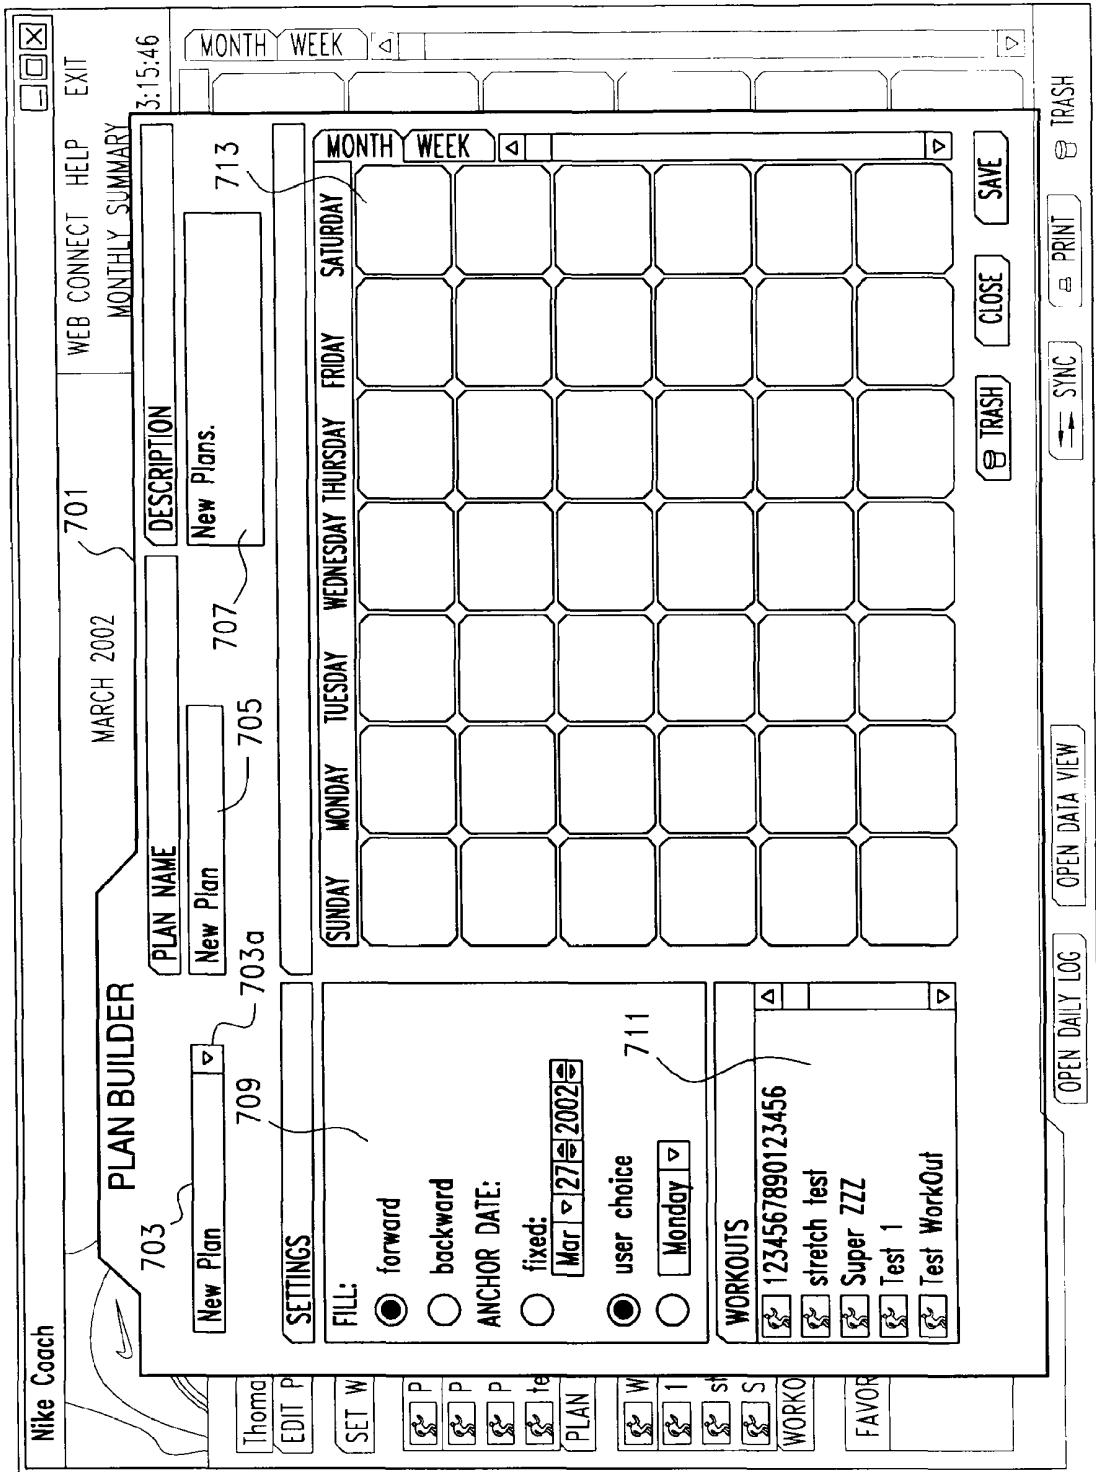 Nike Coach
WEB CONNECT HELP EXIT
MARCH 2002
MONTHLY SUMMARY
3:15:46
701
PLAN BUILDER
703
New Plan
703a
PLAN NAME
New Plan
705
DESCRIPTION
New Plans.
707
SETTINGS
709
FILL:
forward
backward
ANCHOR DATE:
fixed:
Mar 27 2002
user choice
Monday
WORKOUTS
711
1234567890123456
stretch test
Super ZZZ
Test 1
Test WorkOut
SUNDAY MONDAY TUESDAY WEDNESDAY THURSDAY FRIDAY SATURDAY
713
MONTH WEEK
TRASH CLOSE SAVE
MONTH WEEK
Thoma
EDIT P
SET W
P
P
P
te
PLAN
W
1
st
S
WORKO
FAVOR
OPEN DAILY LOG OPEN DATA VIEW SYNC PRINT TRASH